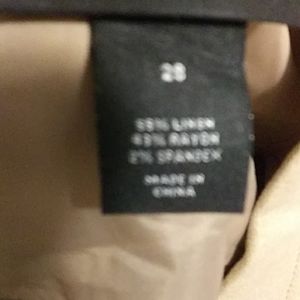 28
55% LINEN
43% RAYON
2% SPANDEX
MADE IN
CHINA